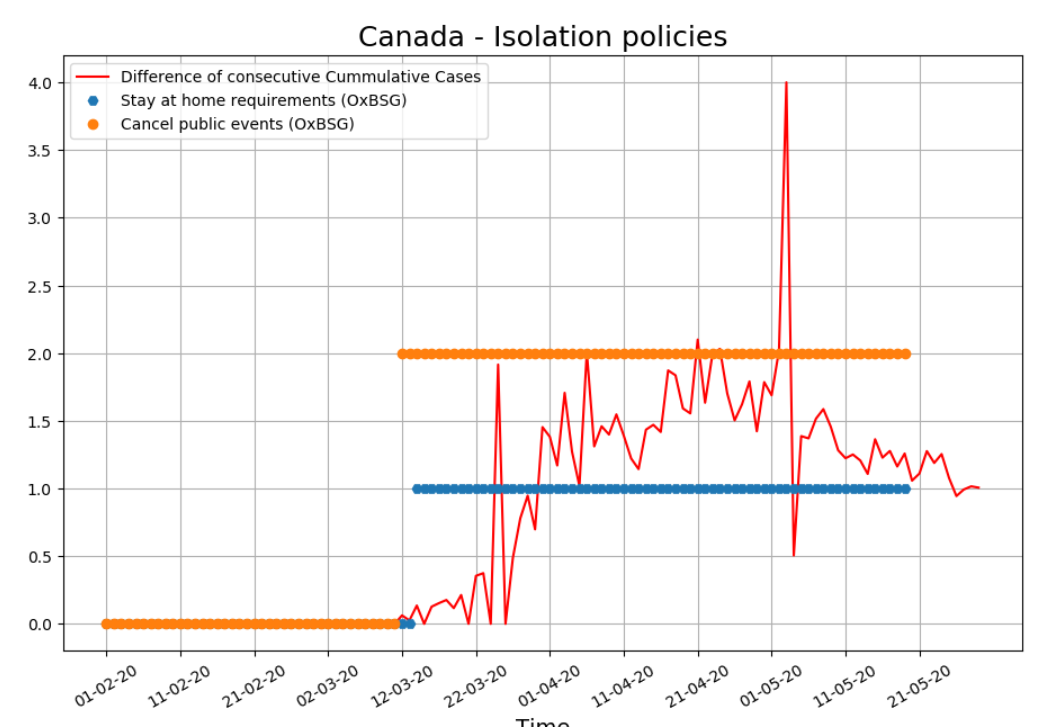 Canada - Isolation policies
Difference of consecutive Cummulative Cases
Stay at home requirements (OxBSG)
Cancel public events (OxBSG)
4.0
3.5
3.0
2.5
2.0
1.5
1.0
0.5
0.0
01-02-20 11-02-20 21-02-20 02-03-20 12-03-20 22-03-20 01-04-20 11-04-20 21-04-20 01-05-20 11-05-20 21-05-20
Time